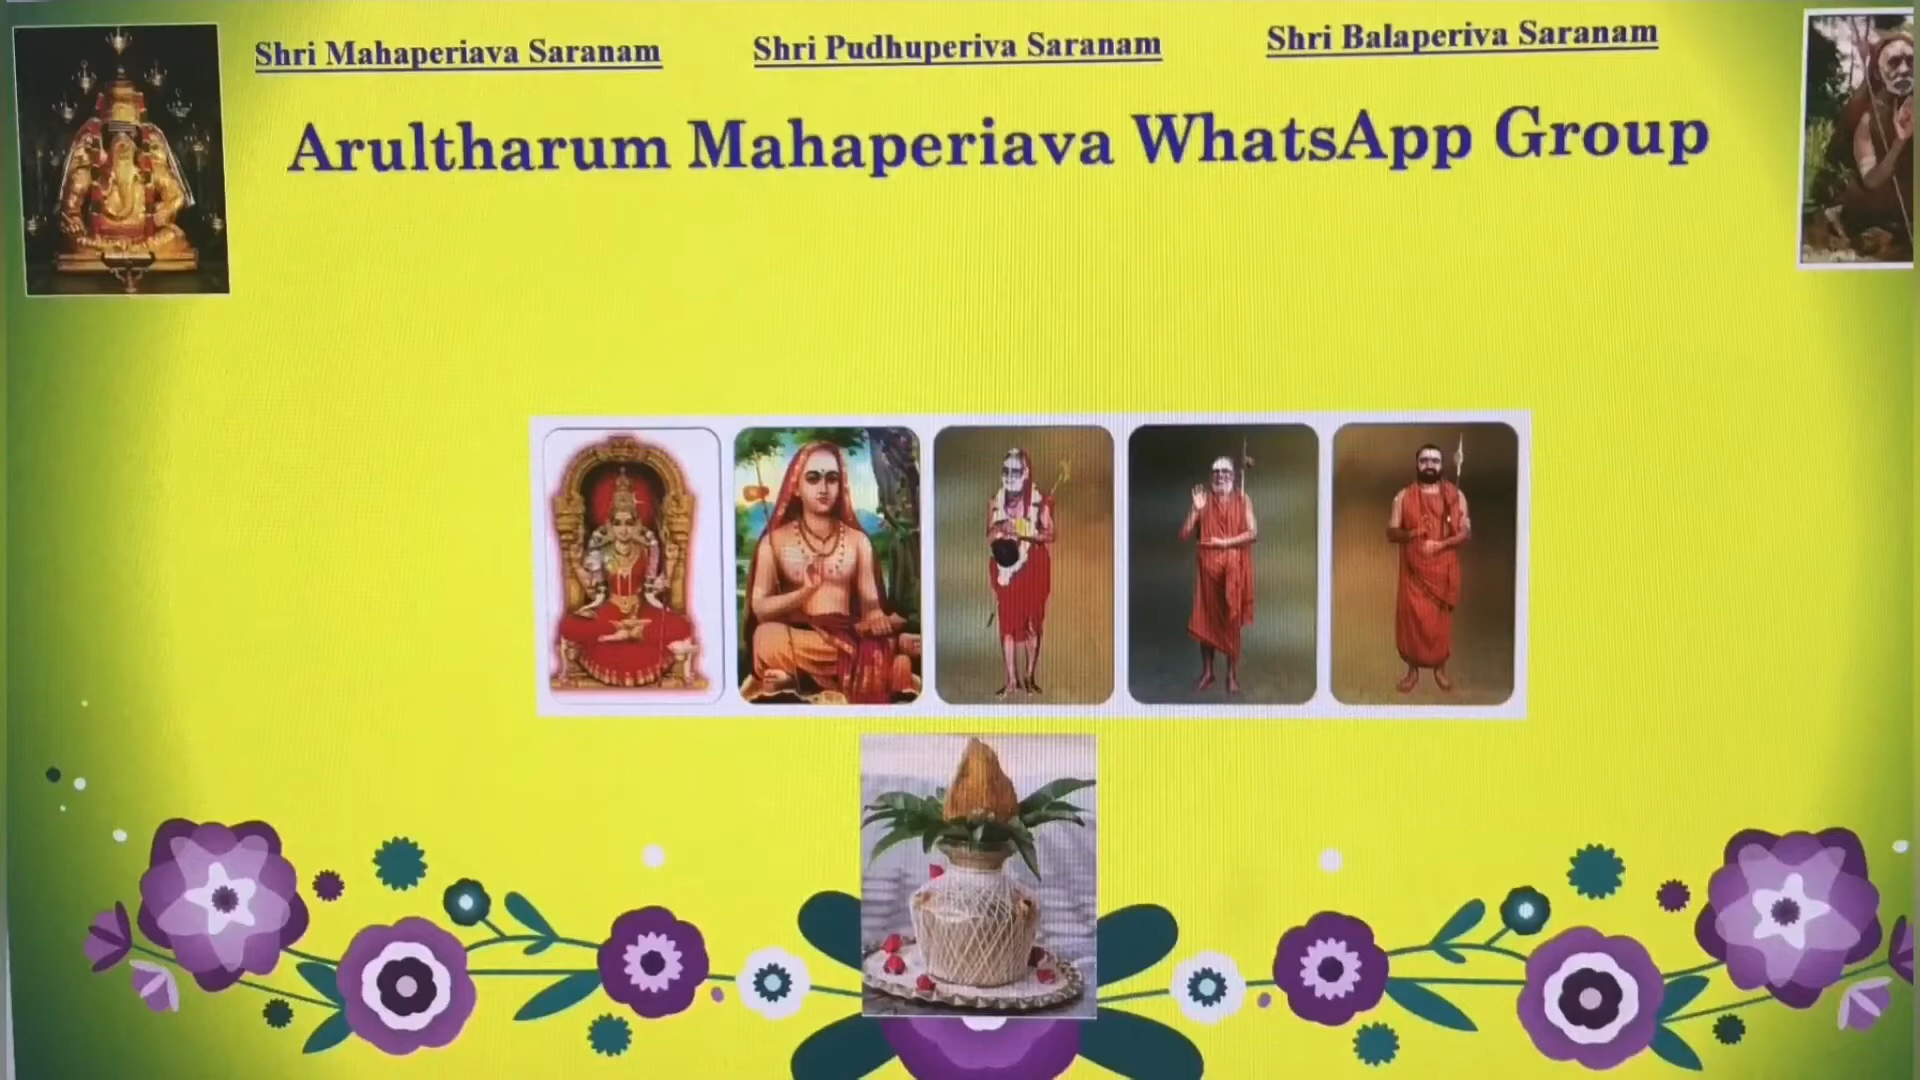 Shri Mahaperiava Saranam
Shri Pudhuperiva Saranam
Shri Balaperiva Saranam
Arultharum Mahaperiava WhatsApp Group